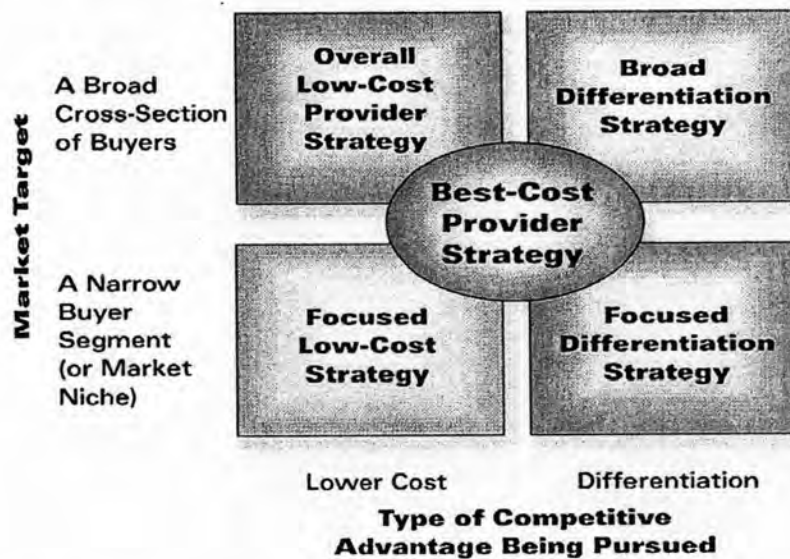 Market Target
A Broad
Cross-Section
of Buyers
Overall
Low-Cost
Provider
Strategy
Broad
Differentiation
Strategy
Best-Cost
Provider
Strategy
A Narrow
Buyer
Segment
(or Market
Niche)
Focused
Low-Cost
Strategy
Focused
Differentiation
Strategy
Lower Cost
Differentiation
Type of Competitive
Advantage Being Pursued